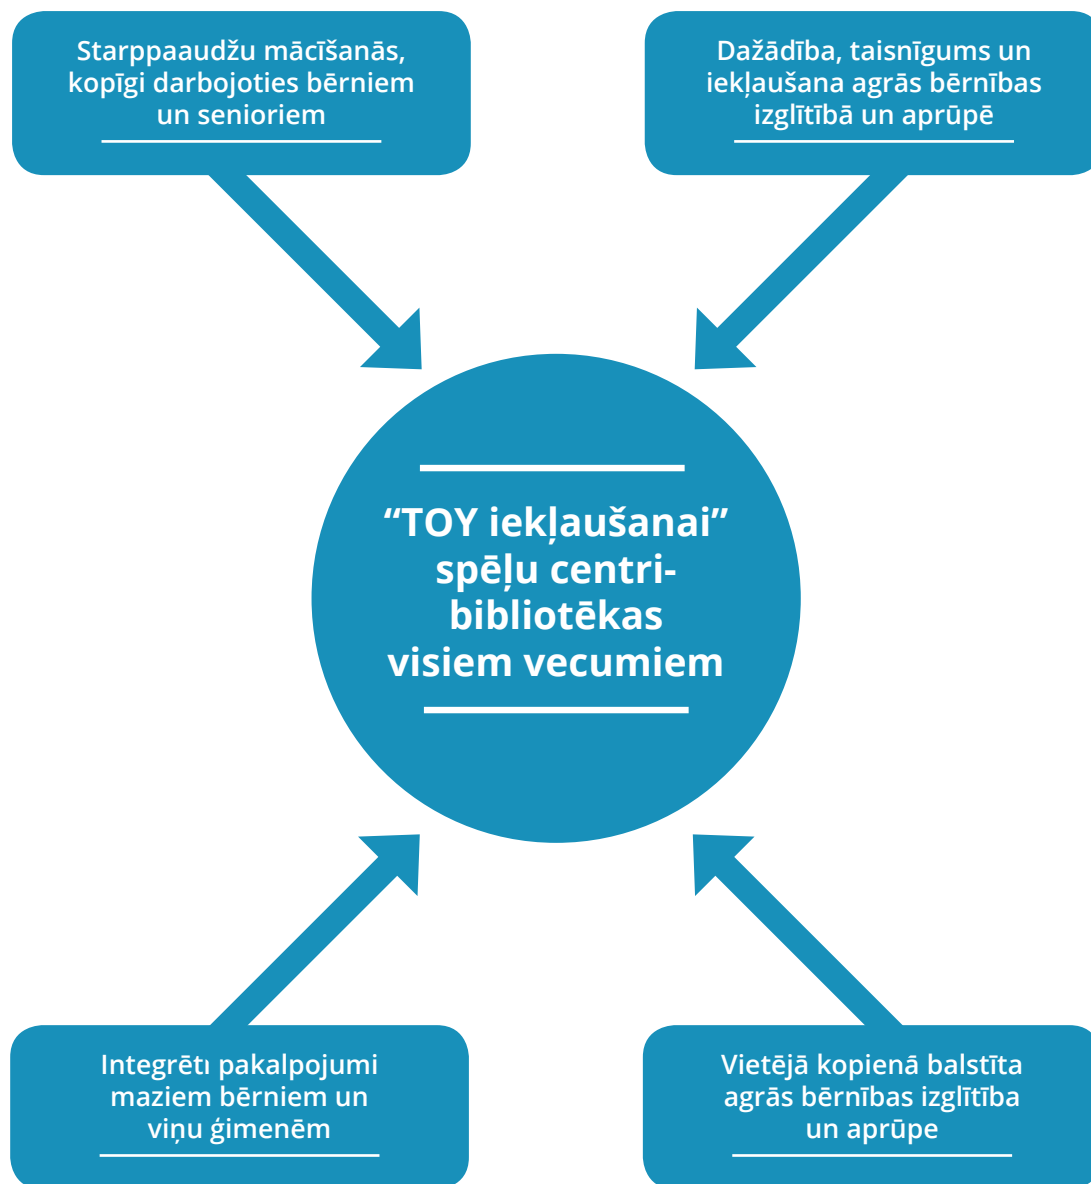 Starppaaudžu mācīšanās,
kopīgi darbojoties bērniem
un senioriem
Dažādība, taisnīgums un
iekļaušana agrās bērnības
izglītībā un aprūpē
“TOY iekļaušanai”
spēļu centri-
bibliotēkas
visiem vecumiem
Integrēti pakalpojumi
maziem bērniem un
viņu ģimenēm
Vietējā kopienā balstīta
agrās bērnības izglītība
un aprūpe